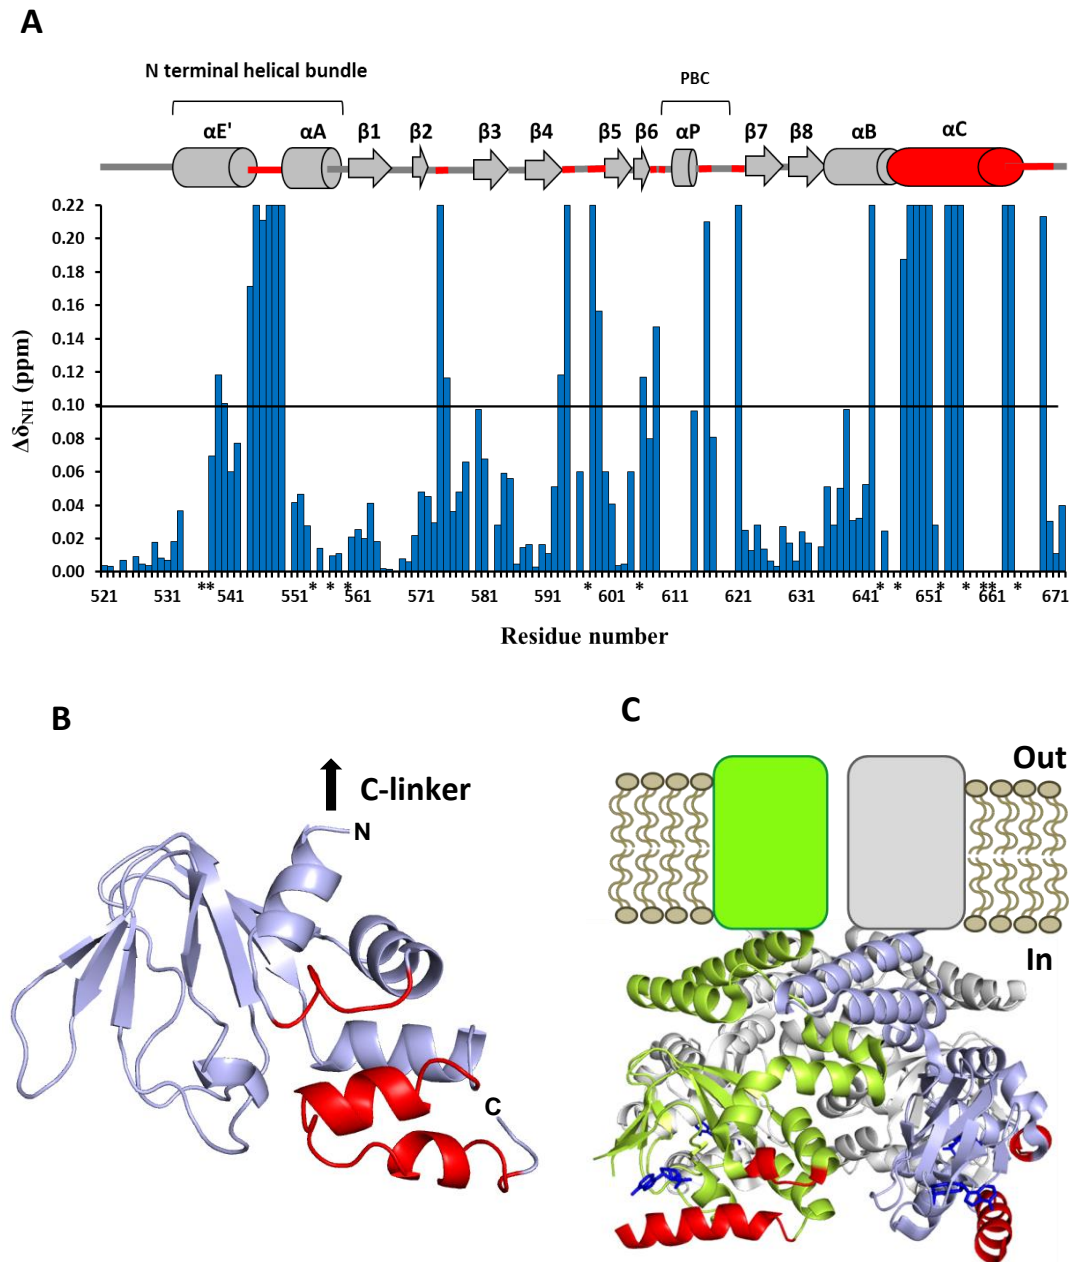 A
N terminal helical bundle
PBC
αE' αA β1 β2 β3 β4 β5 β6 αP β7 β8 αB αC
0.22
0.20
0.18
0.16
0.14
0.12
0.10
0.08
0.06
0.04
0.02
0.00
ΔδNH (ppm)
** * * * * * * * * * ** *
521 531 541 551 561 571 581 591 601 611 621 631 641 651 661 671
Residue number
B
C-linker
N
C
C
Out
In